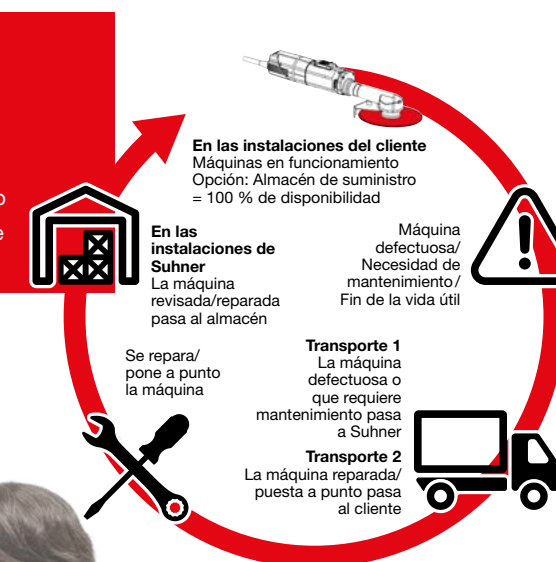 En las instalaciones del cliente
Máquinas en funcionamiento
Opción: Almacén de suministro
= 100 % de disponibilidad
o
e
En las
instalaciones de
Suhner
La máquina
revisada/reparada
pasa al almacén
Máquina
defectuosa/
Necesidad de
mantenimiento/
Fin de la vida útil
Se repara/
pone a punto
la máquina
Transporte 1
La máquina
defectuosa o
que requiere
mantenimiento pasa
a Suhner
Transporte 2
La máquina reparada/
puesta a punto pasa
al cliente